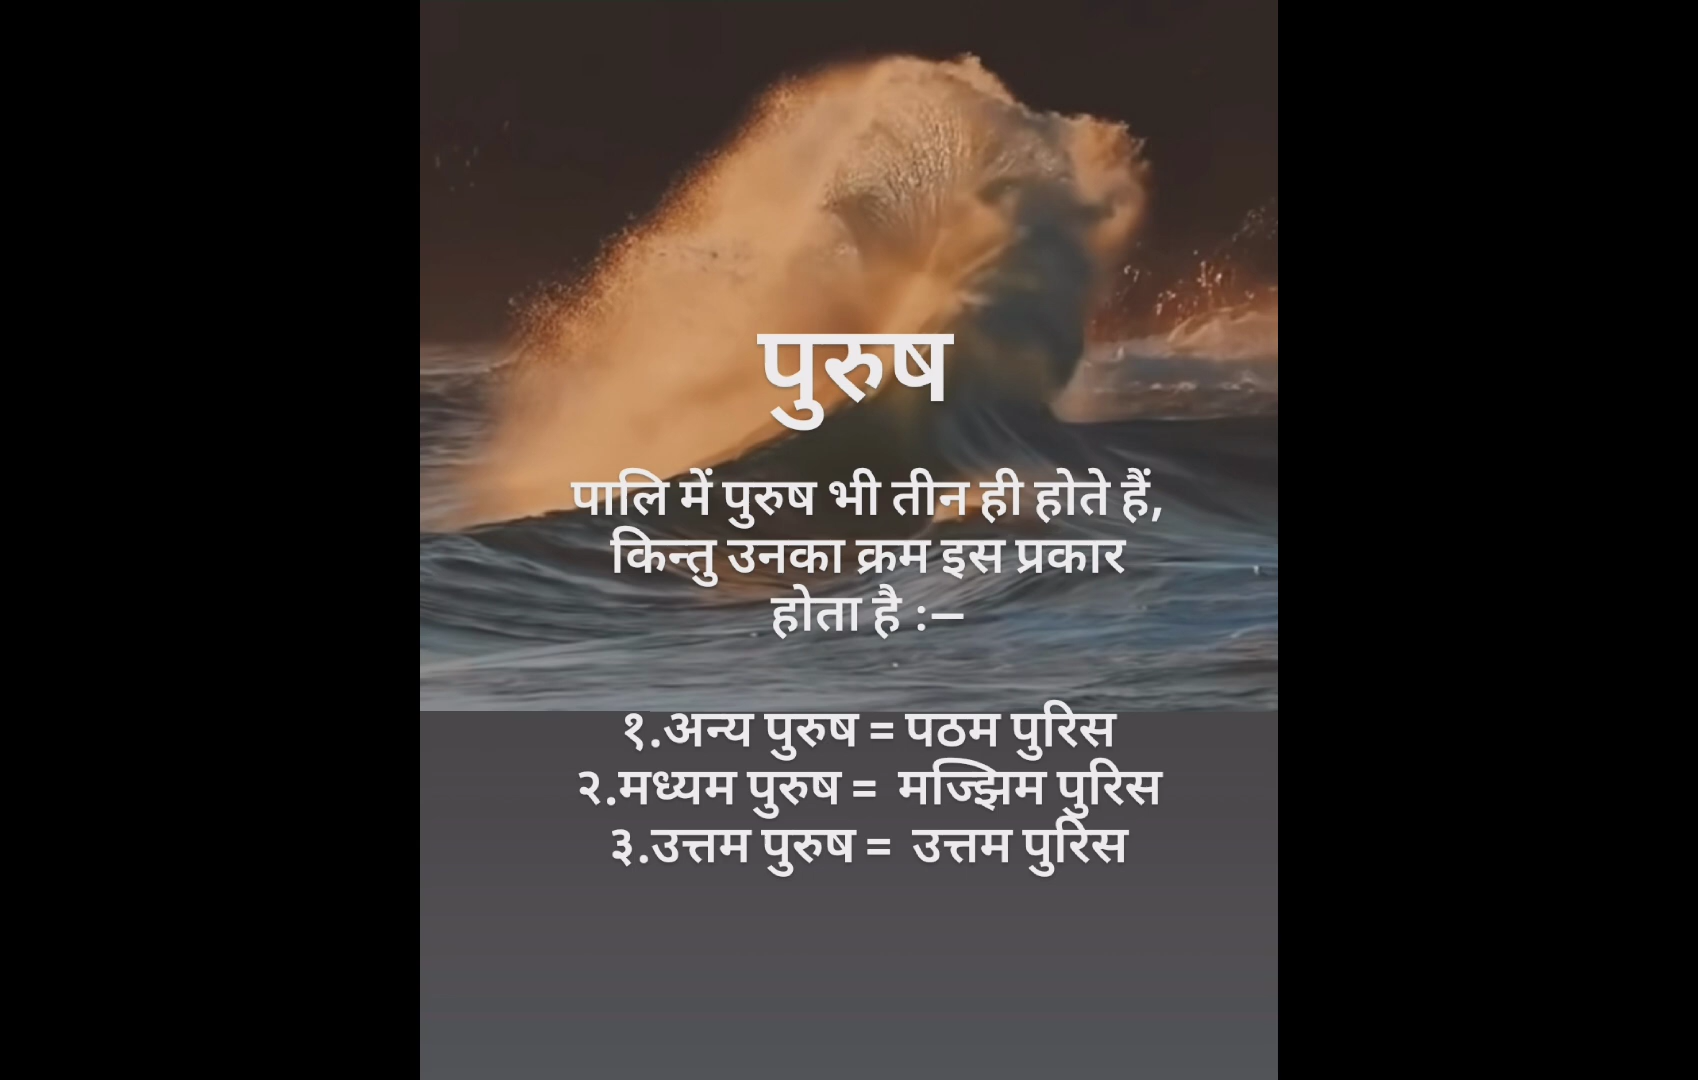 पुरुष
पालि में पुरुष भी तीन ही होते हैं,
किन्तु उनका क्रम इस प्रकार
होता है :—
१.अन्य पुरुष = पठम पुरिस
२.मध्यम पुरुष = मज्झिम पुरिस
३.उत्तम पुरुष = उत्तम पुरिस